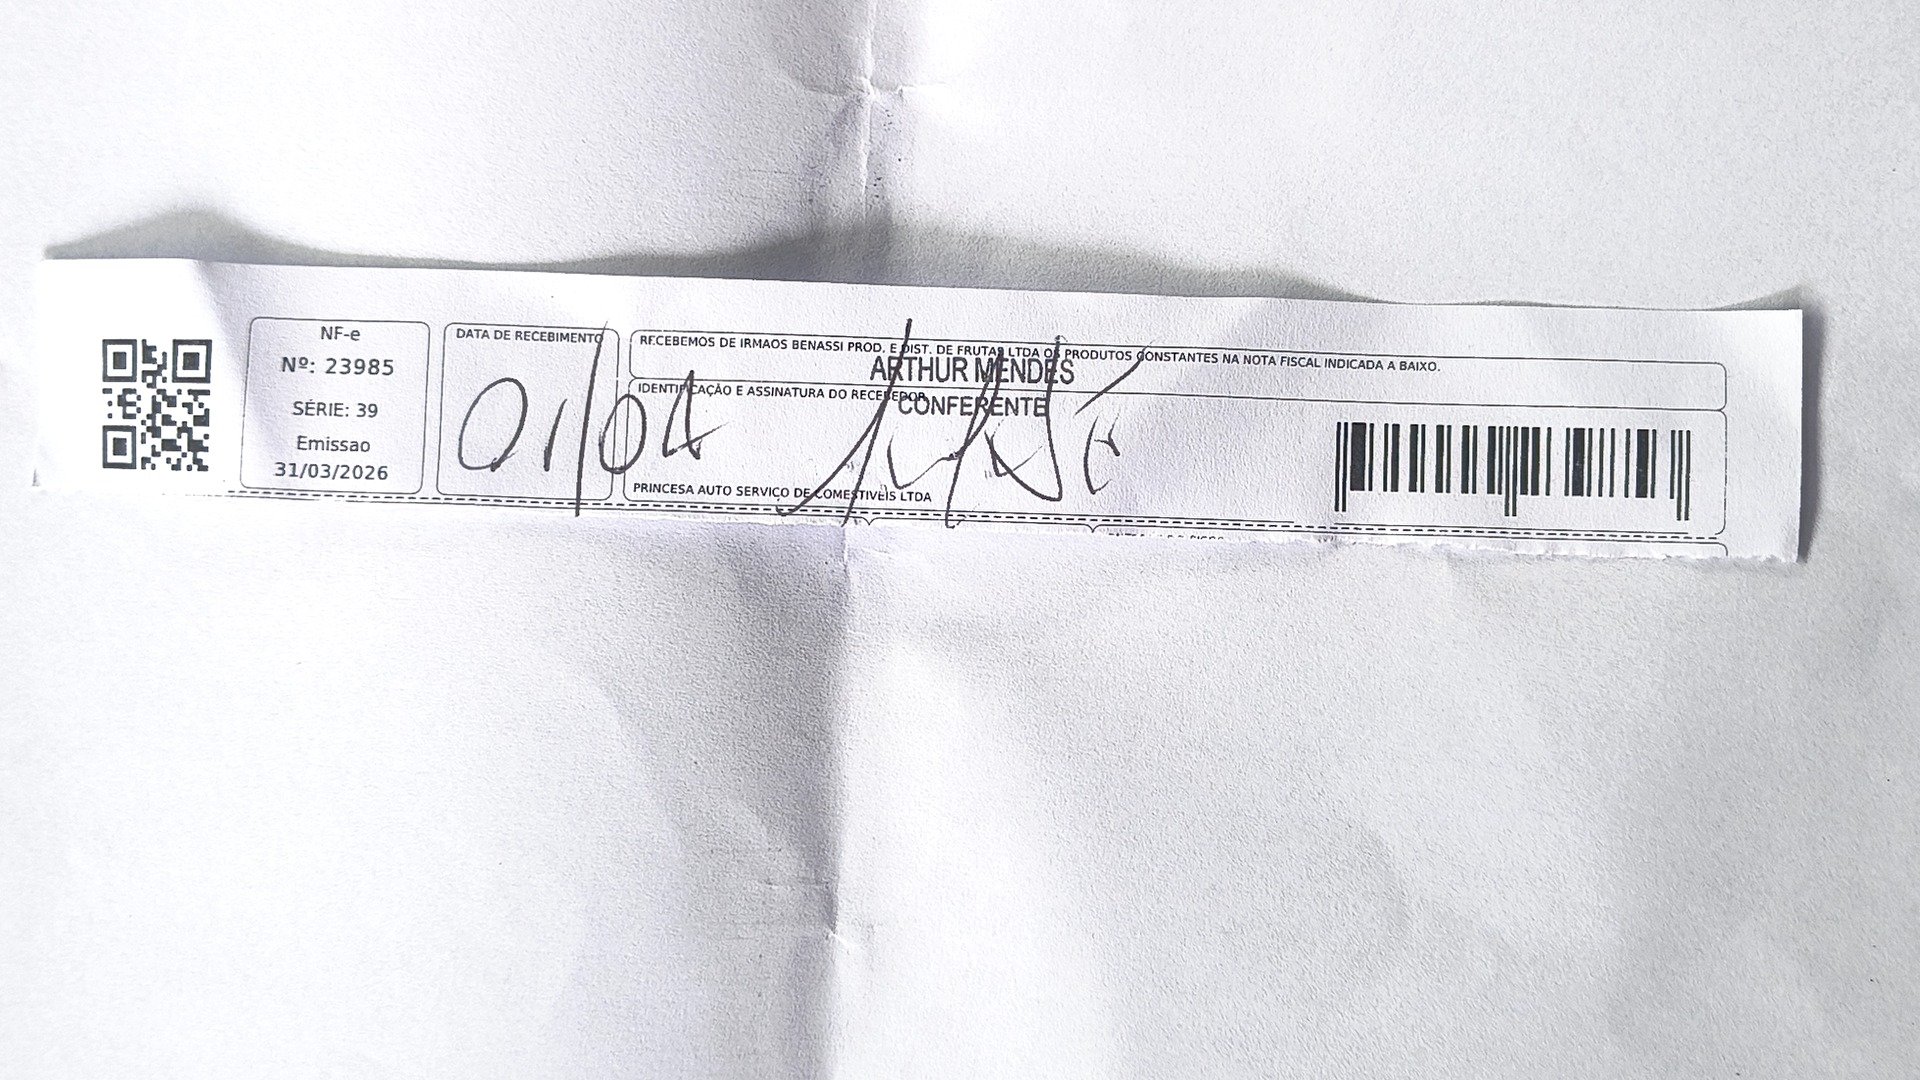 NF-e
Nº: 23985
SÉRIE: 39
Emissao
31/03/2026
DATA DE RECEBIMENTO
01/04
RECEBEMOS DE IRMAOS BENASSI PROD. E DIST. DE FRUTAS LTDA OS PRODUTOS CONSTANTES NA NOTA FISCAL INDICADA A BAIXO.
ARTHUR MENDES
IDENTIFICAÇÃO E ASSINATURA DO RECEBEDOR
CONFERENTE
PRINCESA AUTO SERVIÇO DE COMESTIVEIS LTDA